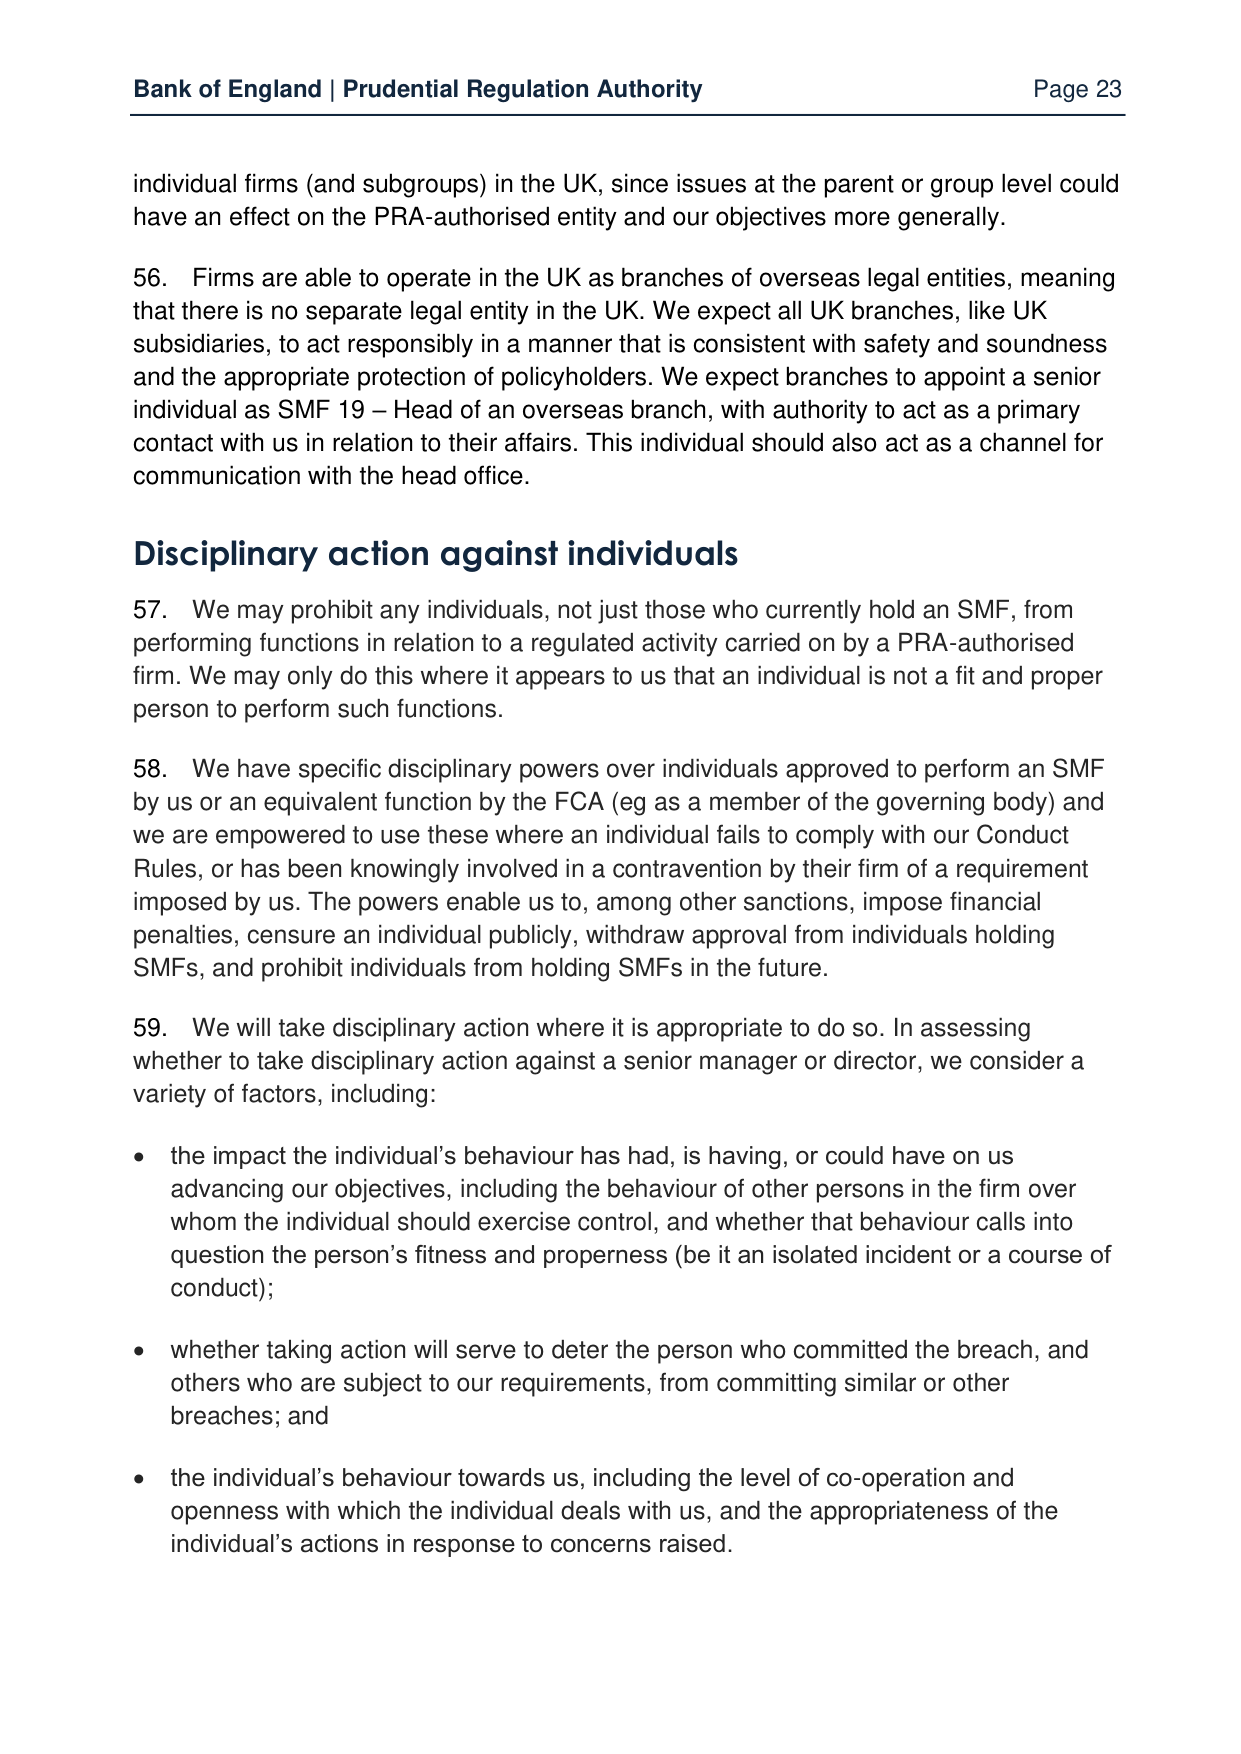 Bank of England | Prudential Regulation Authority Page 23
individual firms (and subgroups) in the UK, since issues at the parent or group level could
have an effect on the PRA-authorised entity and our objectives more generally.
56. Firms are able to operate in the UK as branches of overseas legal entities, meaning
that there is no separate legal entity in the UK. We expect all UK branches, like UK
subsidiaries, to act responsibly in a manner that is consistent with safety and soundness
and the appropriate protection of policyholders. We expect branches to appoint a senior
individual as SMF 19 – Head of an overseas branch, with authority to act as a primary
contact with us in relation to their affairs. This individual should also act as a channel for
communication with the head office.
Disciplinary action against individuals
57. We may prohibit any individuals, not just those who currently hold an SMF, from
performing functions in relation to a regulated activity carried on by a PRA-authorised
firm. We may only do this where it appears to us that an individual is not a fit and proper
person to perform such functions.
58. We have specific disciplinary powers over individuals approved to perform an SMF
by us or an equivalent function by the FCA (eg as a member of the governing body) and
we are empowered to use these where an individual fails to comply with our Conduct
Rules, or has been knowingly involved in a contravention by their firm of a requirement
imposed by us. The powers enable us to, among other sanctions, impose financial
penalties, censure an individual publicly, withdraw approval from individuals holding
SMFs, and prohibit individuals from holding SMFs in the future.
59. We will take disciplinary action where it is appropriate to do so. In assessing
whether to take disciplinary action against a senior manager or director, we consider a
variety of factors, including:
• the impact the individual’s behaviour has had, is having, or could have on us
advancing our objectives, including the behaviour of other persons in the firm over
whom the individual should exercise control, and whether that behaviour calls into
question the person’s fitness and properness (be it an isolated incident or a course of
conduct);
• whether taking action will serve to deter the person who committed the breach, and
others who are subject to our requirements, from committing similar or other
breaches; and
• the individual’s behaviour towards us, including the level of co-operation and
openness with which the individual deals with us, and the appropriateness of the
individual’s actions in response to concerns raised.